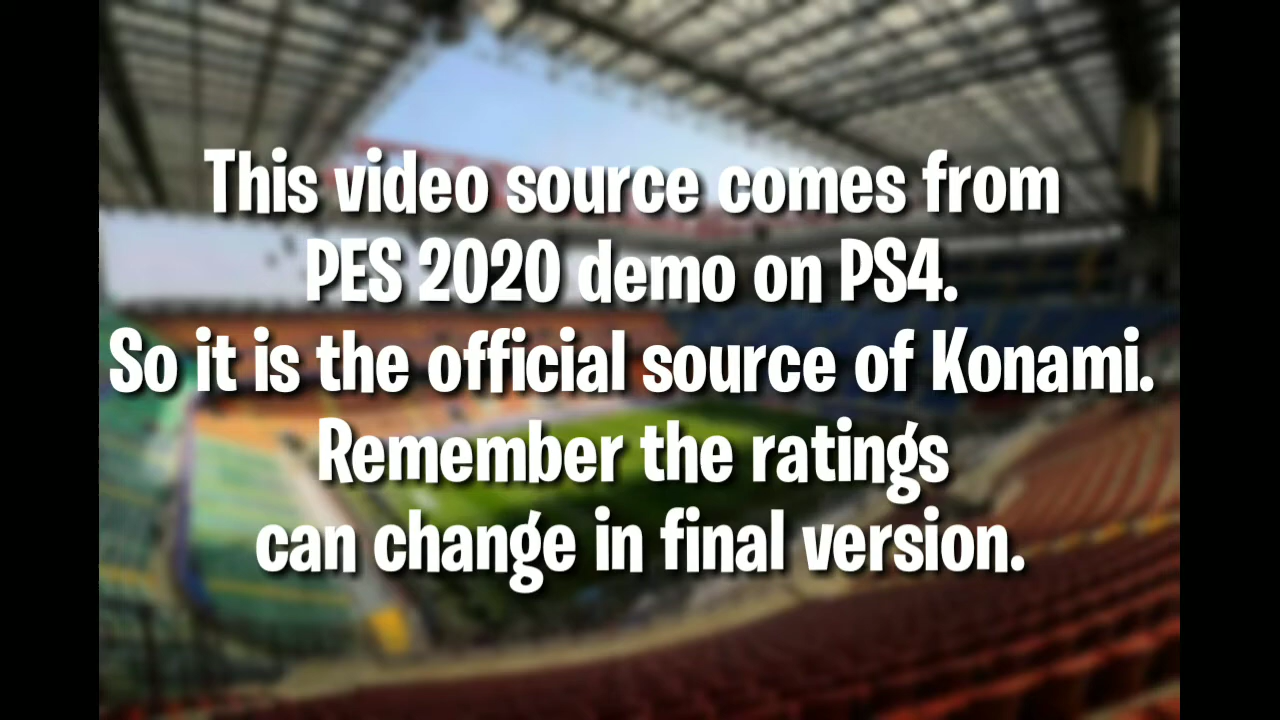 This video source comes from
PES 2020 demo on PS4.
So it is the official source of Konami.
Remember the ratings
can change in final version.